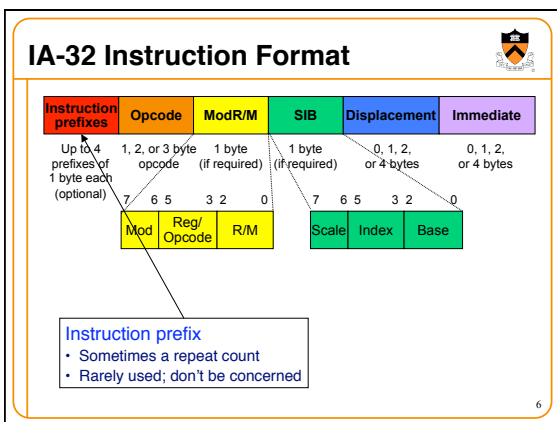 IA-32 Instruction Format
Instruction prefixes Opcode ModR/M SIB Displacement Immediate
Up to 4 prefixes of 1 byte each (optional)
1, 2, or 3 byte opcode
1 byte (if required)
1 byte (if required)
0, 1, 2, or 4 bytes
0, 1, 2, or 4 bytes
7 6 5 3 2 0
7 6 5 3 2 0
Mod Reg/Opcode R/M
Scale Index Base
Instruction prefix
• Sometimes a repeat count
• Rarely used; don't be concerned
6